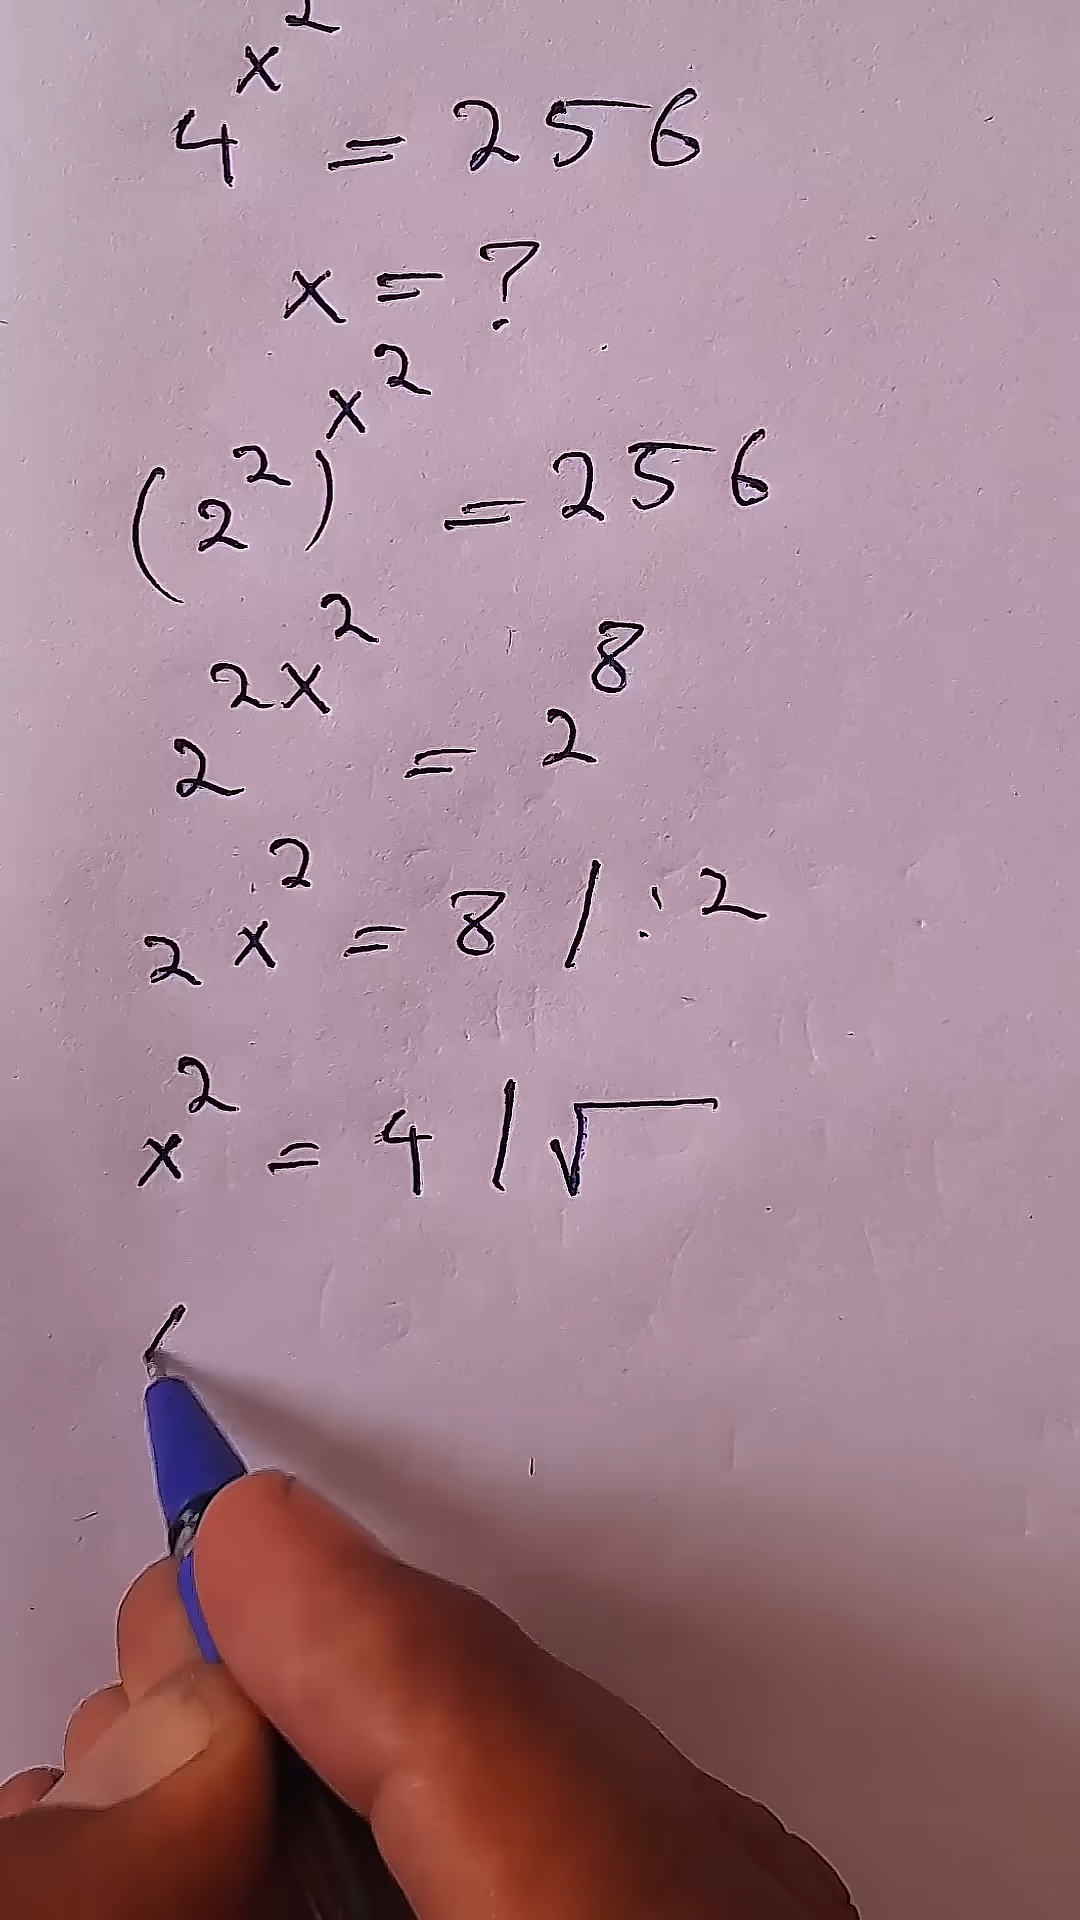 4^x^2 = 256
x = ?
(2^2)^x^2 = 256
2^2x^2 = 2^8
2x^2 = 8 / : 2
x^2 = 4 / √